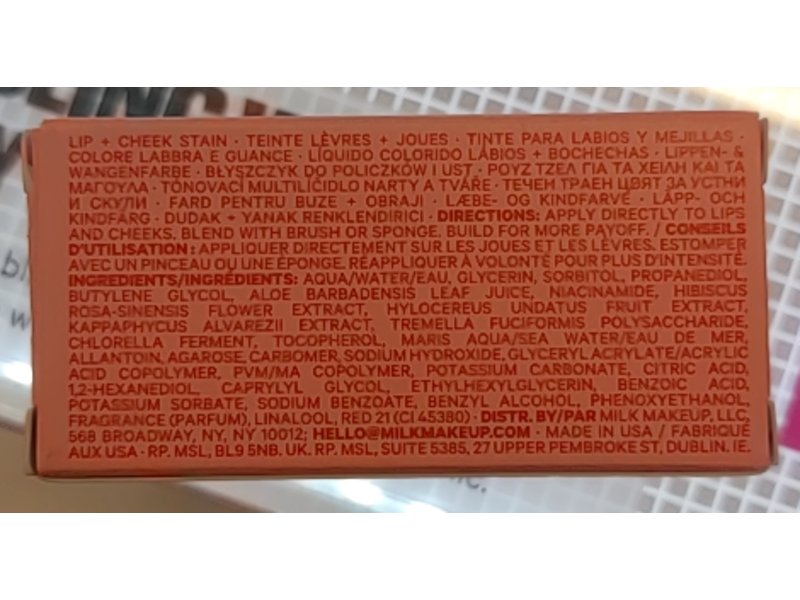 LIP + CHEEK STAIN · TEINTE LÈVRES + JOUES · TINTE PARA LABIOS Y MEJILLAS ·
COLORE LABBRA E GUANCE · LÍQUIDO COLORIDO LÁBIOS + BOCHECHAS · LIPPEN- &
WANGENFARBE · BŁYSZCZYK DO POLICZKÓW I UST · ΡΟΥΖ ΤΖΕΛ ΓΙΑ ΤΑ ΧΕΙΛΗ ΚΑΙ ΤΑ
ΜΑΓΟΥΛΑ · TÓNOVACÍ MULTILÍČIDLO NA RTY A TVÁŘE · ТЕЧЕН ТРАЕН ЦВЯТ ЗА УСТНИ
И СКУЛИ · FARD PENTRU BUZE + OBRAJI · LÆBE- OG KINDFARVE · LÄPP- OCH
KINDFÄRG · DUDAK + YANAK RENKLENDIRICI · DIRECTIONS: APPLY DIRECTLY TO LIPS
AND CHEEKS. BLEND WITH BRUSH OR SPONGE. BUILD FOR MORE PAYOFF. / CONSEILS
D'UTILISATION : APPLIQUER DIRECTEMENT SUR LES JOUES ET LES LÈVRES. ESTOMPER
AVEC UN PINCEAU OU UNE ÉPONGE. RÉAPPLIQUER À VOLONTÉ POUR PLUS D'INTENSITÉ.
INGREDIENTS/INGRÉDIENTS: AQUA/WATER/EAU, GLYCERIN, SORBITOL, PROPANEDIOL,
BUTYLENE GLYCOL, ALOE BARBADENSIS LEAF JUICE, NIACINAMIDE, HIBISCUS
ROSA-SINENSIS FLOWER EXTRACT, HYLOCEREUS UNDATUS FRUIT EXTRACT,
KAPPAPHYCUS ALVAREZII EXTRACT, TREMELLA FUCIFORMIS POLYSACCHARIDE,
CHLORELLA FERMENT, TOCOPHEROL, MARIS AQUA/SEA WATER/EAU DE MER,
ALLANTOIN, AGAROSE, CARBOMER, SODIUM HYDROXIDE, GLYCERYL ACRYLATE/ACRYLIC
ACID COPOLYMER, PVM/MA COPOLYMER, POTASSIUM CARBONATE, CITRIC ACID,
1,2-HEXANEDIOL, CAPRYLYL GLYCOL, ETHYLHEXYLGLYCERIN, BENZOIC ACID,
POTASSIUM SORBATE, SODIUM BENZOATE, BENZYL ALCOHOL, PHENOXYETHANOL,
FRAGRANCE (PARFUM), LINALOOL, RED 21 (CI 45380) · DISTR. BY/PAR MILK MAKEUP, LLC,
568 BROADWAY, NY, NY 10012; HELLO@MILKMAKEUP.COM · MADE IN USA / FABRIQUÉ
AUX USA · RP. MSL, BL9 5NB. UK. RP. MSL, SUITE 5385, 27 UPPER PEMBROKE ST, DUBLIN. IE.